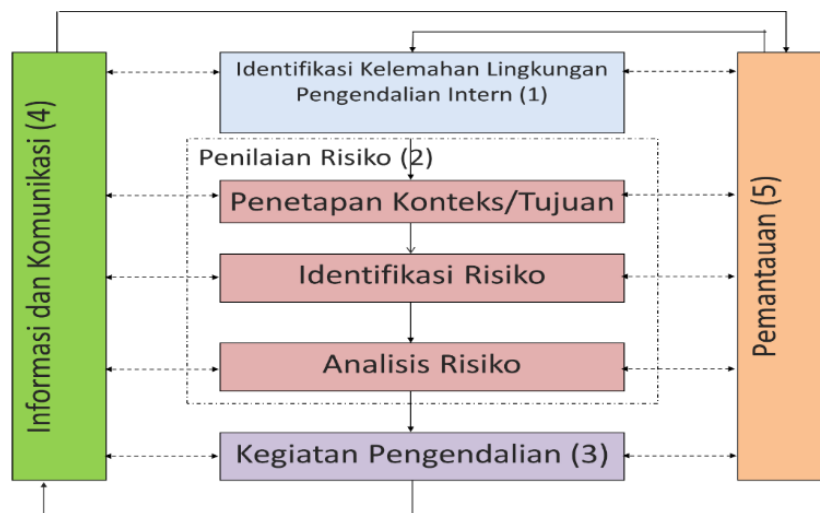 Identifikasi Kelemahan Lingkungan
Pengendalian Intern (1)
Penilaian Risiko (2)
Penetapan Konteks/Tujuan
Identifikasi Risiko
Analisis Risiko
Kegiatan Pengendalian (3)
Informasi dan Komunikasi (4)
Pemantauan (5)